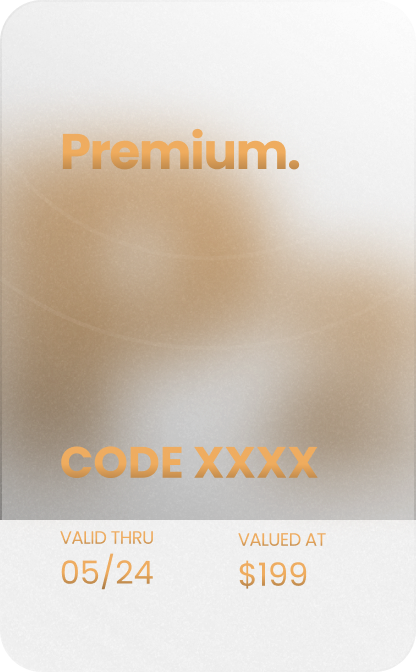 Premium.
CODE XXXX
VALID THRU
VALUED AT
05/24
$199